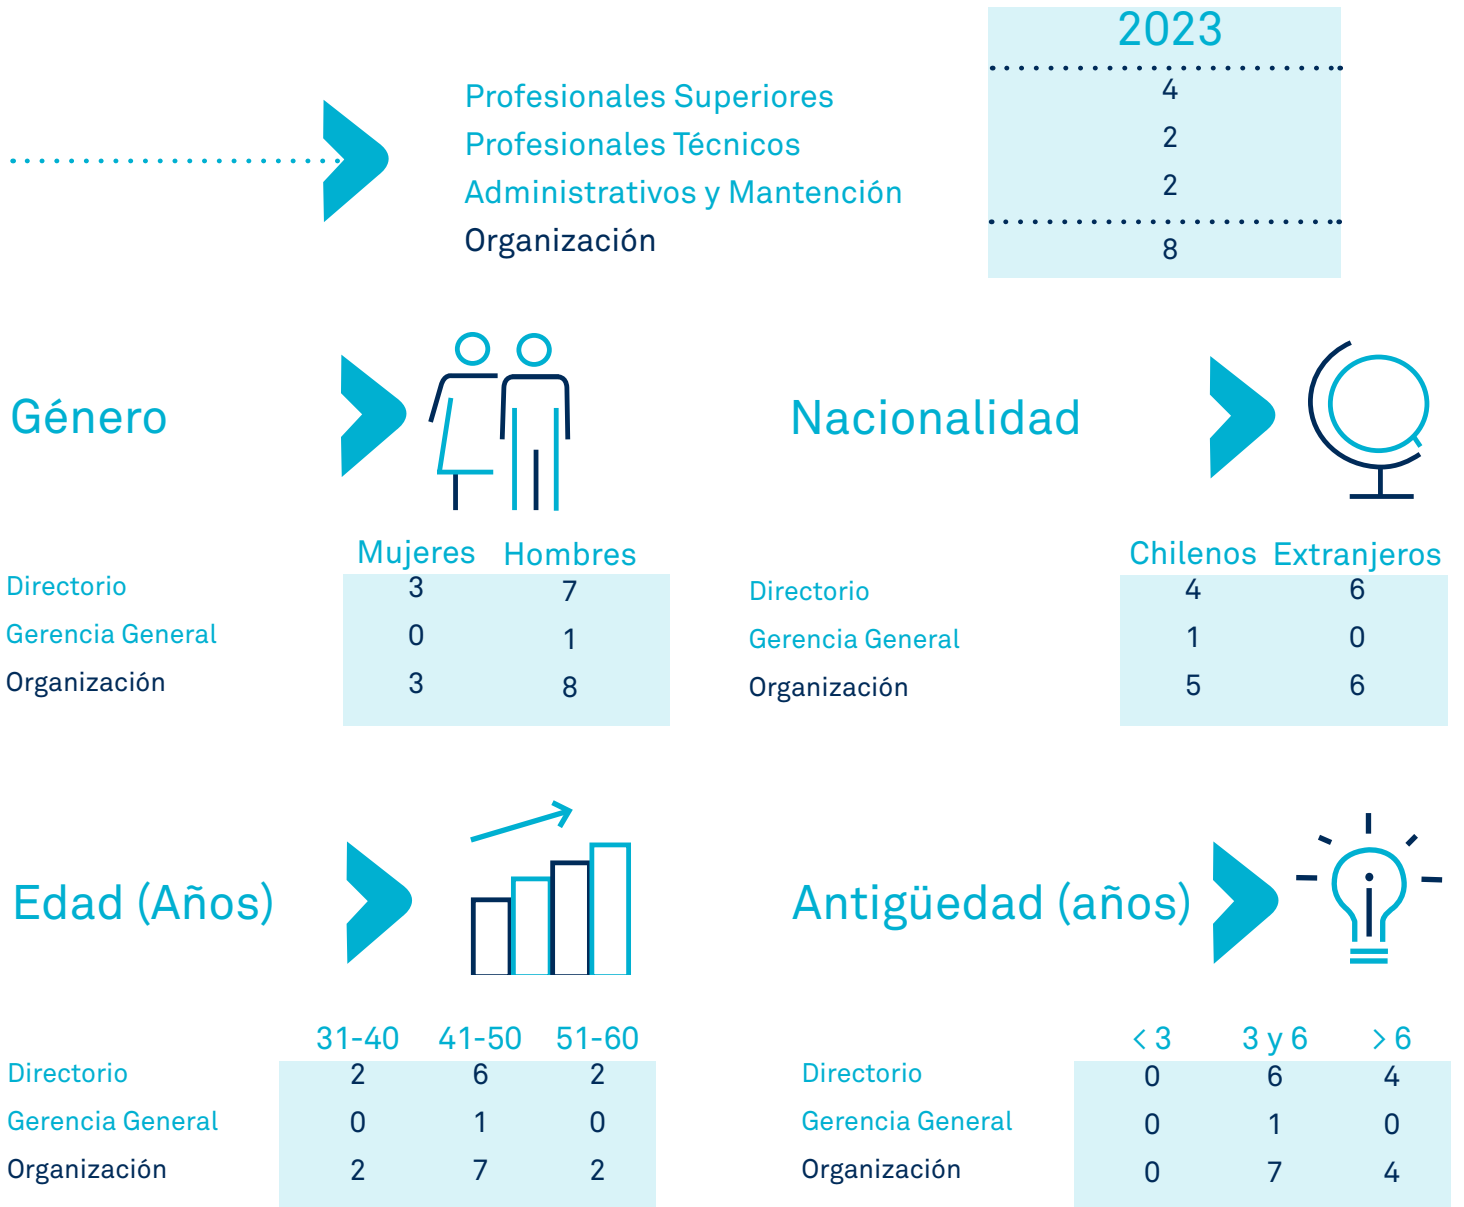 2023
Profesionales Superiores 4
Profesionales Técnicos 2
Administrativos y Mantención 2
Organización 8
Género
Mujeres Hombres
Directorio 3 7
Gerencia General 0 1
Organización 3 8
Nacionalidad
Chilenos Extranjeros
Directorio 4 6
Gerencia General 1 0
Organización 5 6
Edad (Años)
31-40 41-50 51-60
Directorio 2 6 2
Gerencia General 0 1 0
Organización 2 7 2
Antigüedad (años)
< 3 3 y 6 > 6
Directorio 0 6 4
Gerencia General 0 1 0
Organización 0 7 4